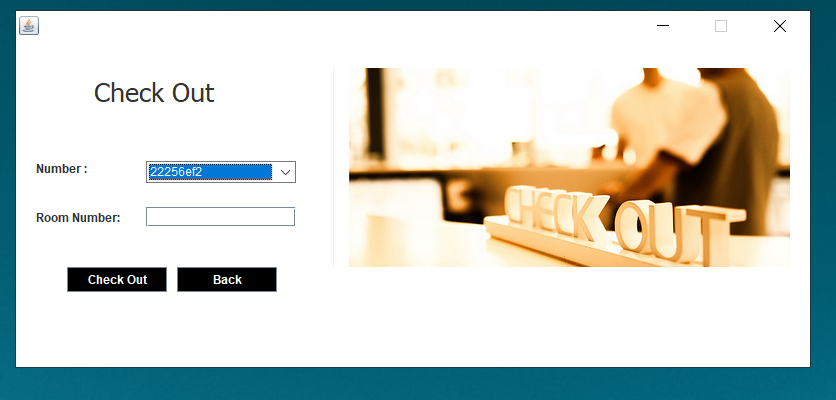 Check Out
Number :
22256ef2
Room Number:
Check Out
Back
CHECK OUT